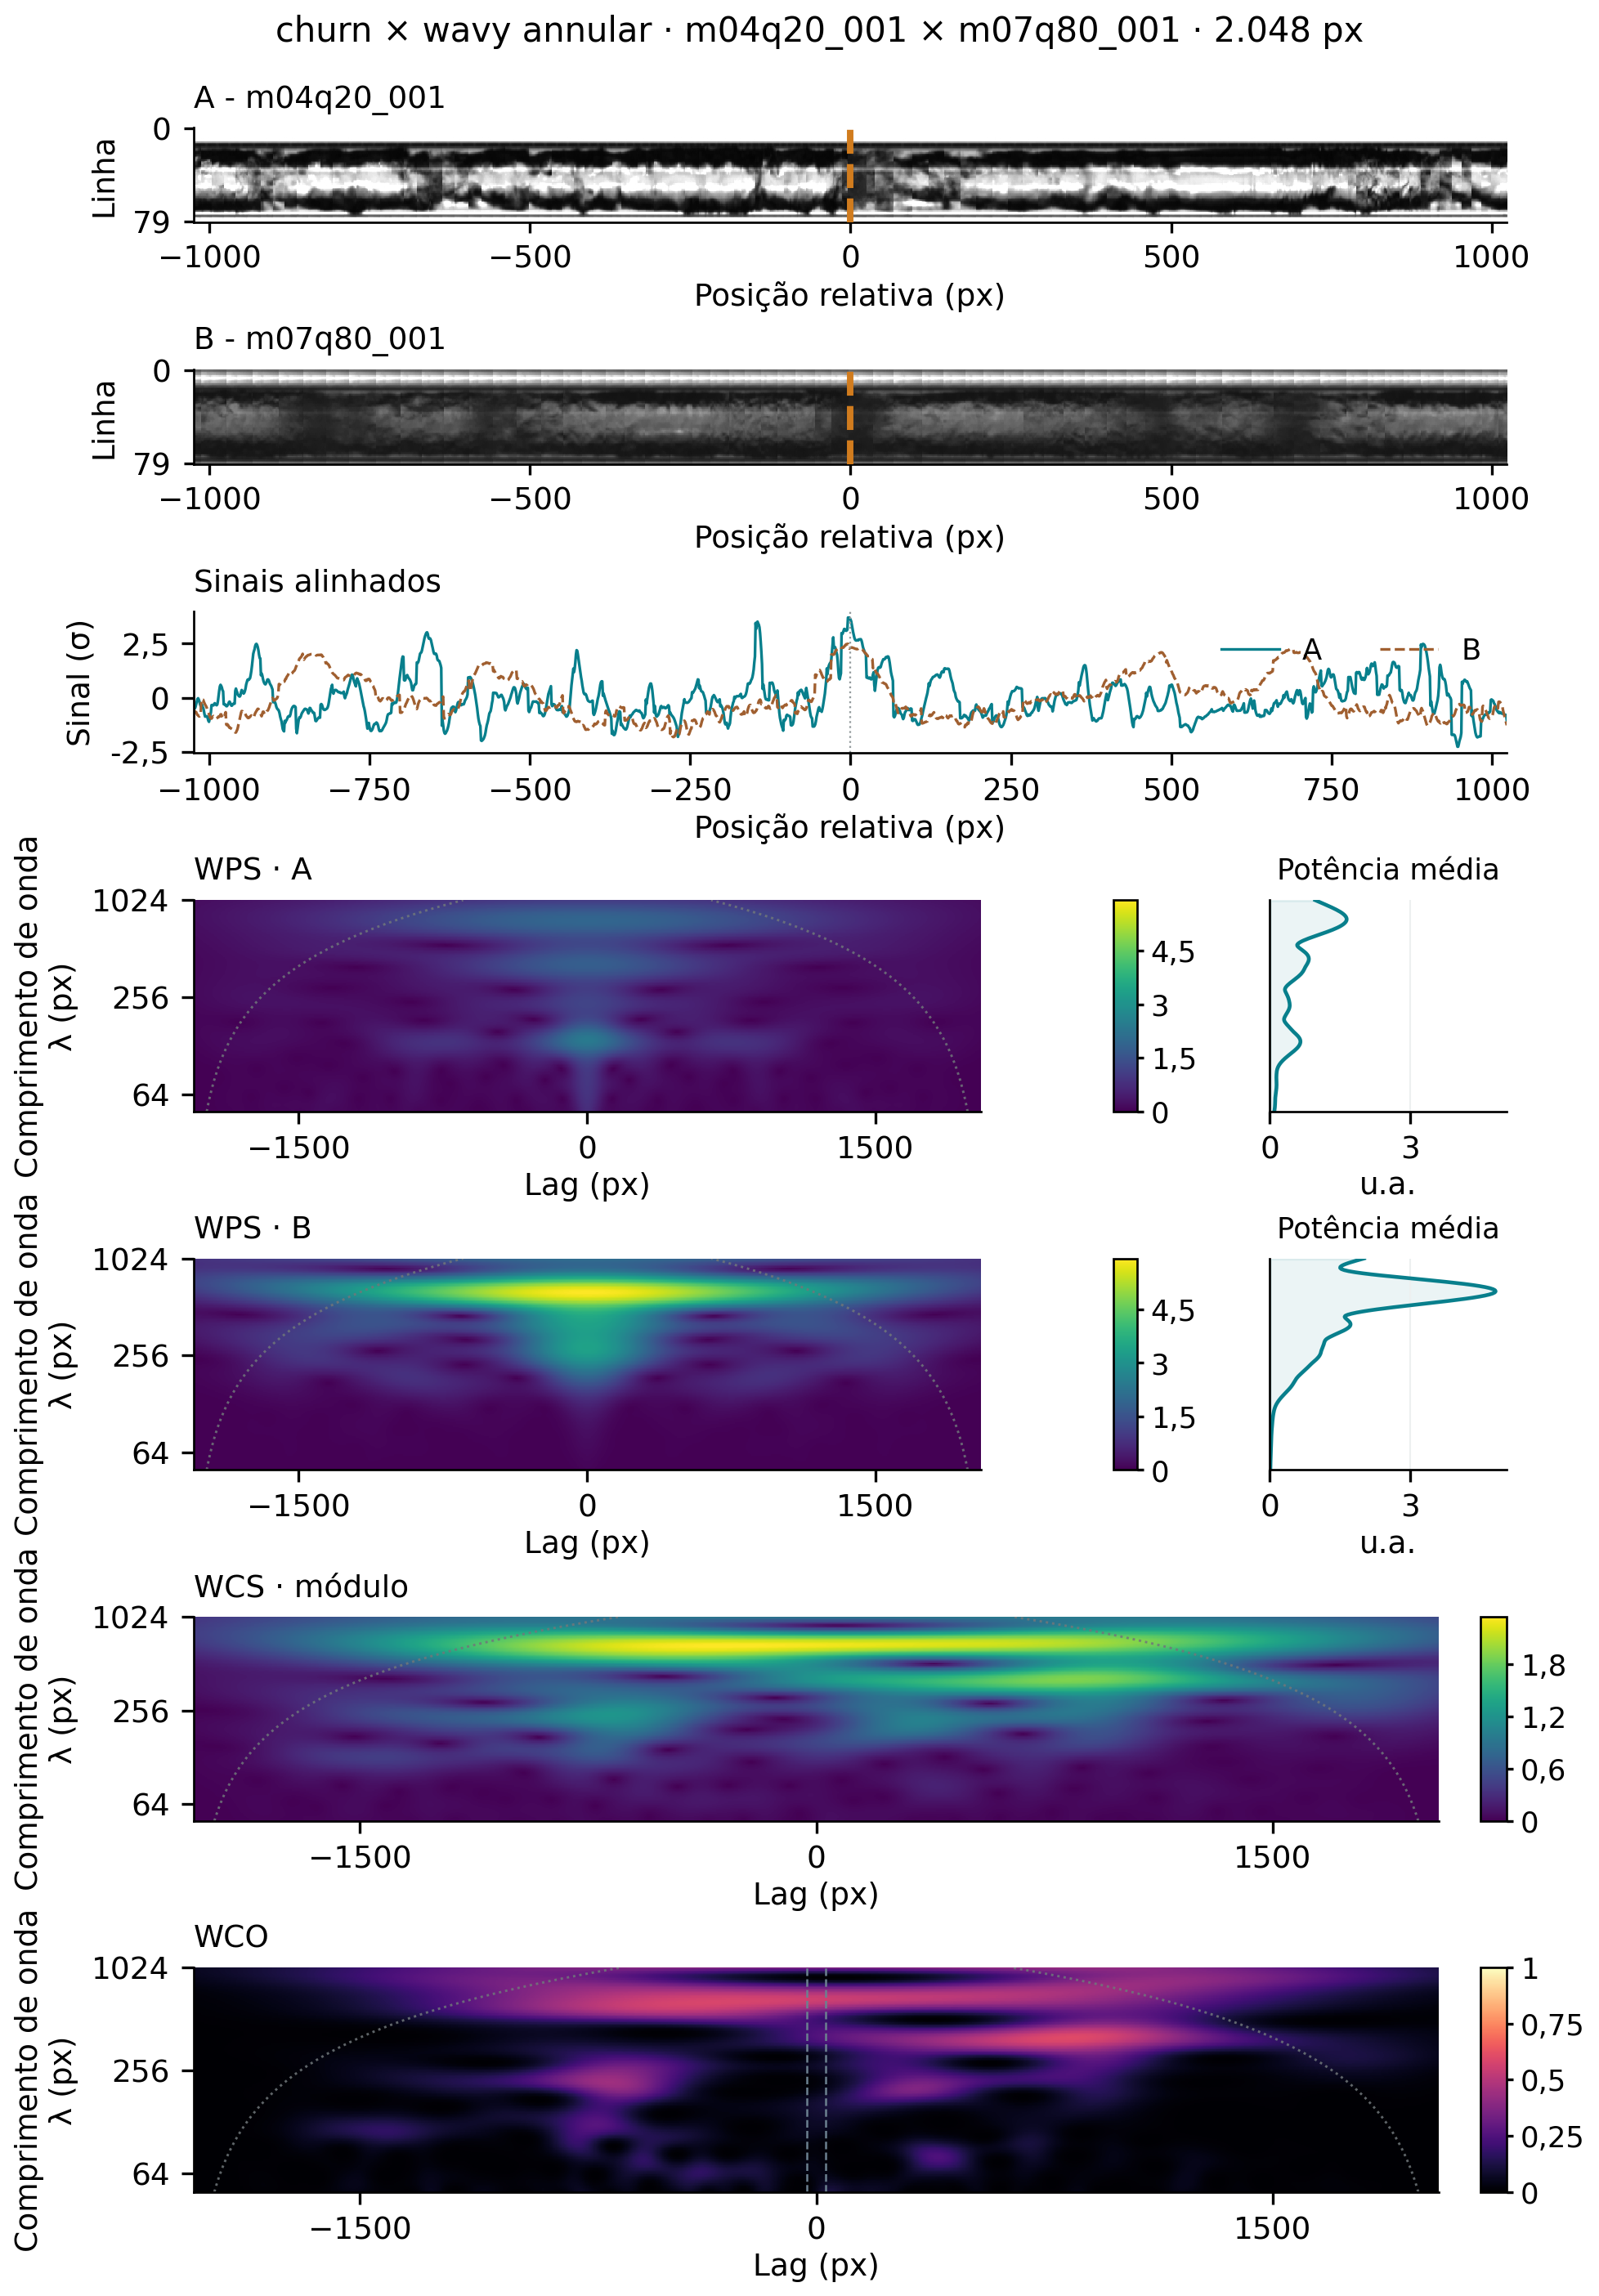 churn × wavy annular · m04q20_001 × m07q80_001 · 2.048 px
A - m04q20_001
Linha
0
79
−1000 −500 0 500 1000
Posição relativa (px)
B - m07q80_001
Linha
0
79
−1000 −500 0 500 1000
Posição relativa (px)
Sinais alinhados
Sinal (σ)
2,5
0
-2,5
A B
−1000 −750 −500 −250 0 250 500 750 1000
Posição relativa (px)
WPS · A
Comprimento de onda
λ (px)
1024
256
64
−1500 0 1500
Lag (px)
4,5
3
1,5
0
Potência média
0 3
u.a.
WPS · B
Comprimento de onda
λ (px)
1024
256
64
−1500 0 1500
Lag (px)
4,5
3
1,5
0
Potência média
0 3
u.a.
WCS · módulo
Comprimento de onda
λ (px)
1024
256
64
−1500 0 1500
Lag (px)
1,8
1,2
0,6
0
WCO
Comprimento de onda
λ (px)
1024
256
64
−1500 0 1500
Lag (px)
1
0,75
0,5
0,25
0